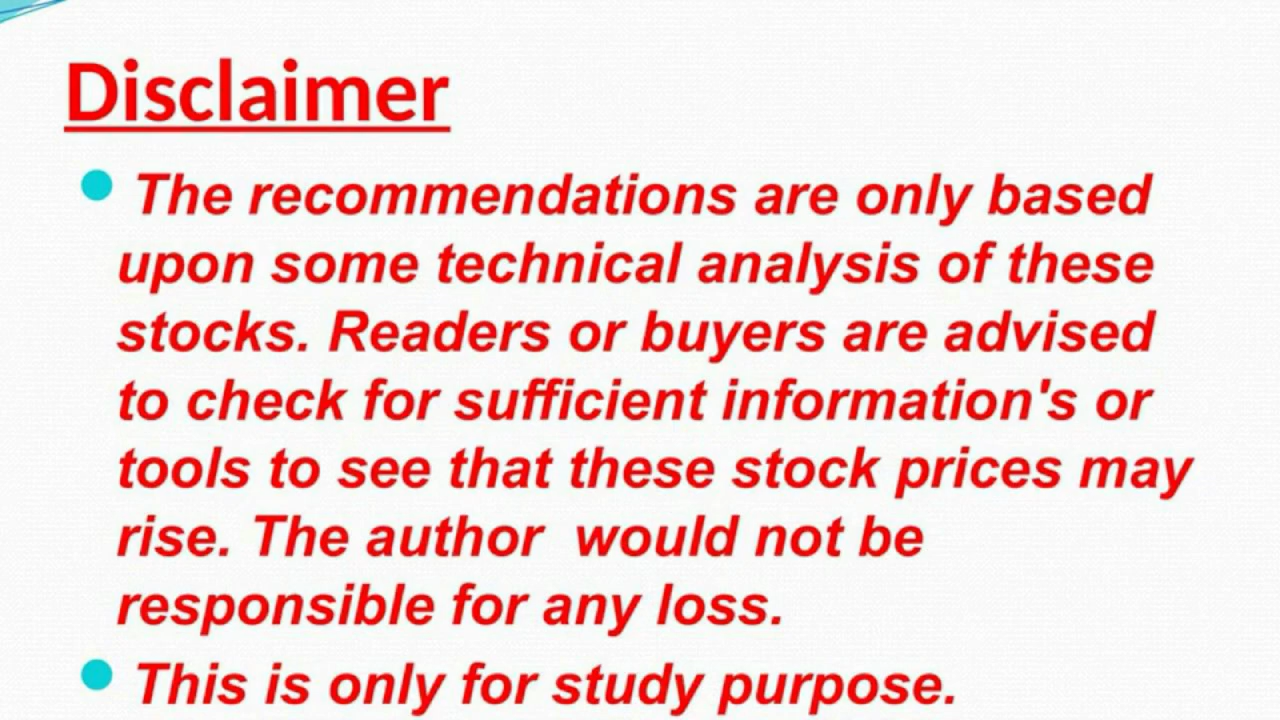 Disclaimer
The recommendations are only based
upon some technical analysis of these
stocks. Readers or buyers are advised
to check for sufficient information's or
tools to see that these stock prices may
rise. The author  would not be
responsible for any loss.
This is only for study purpose.